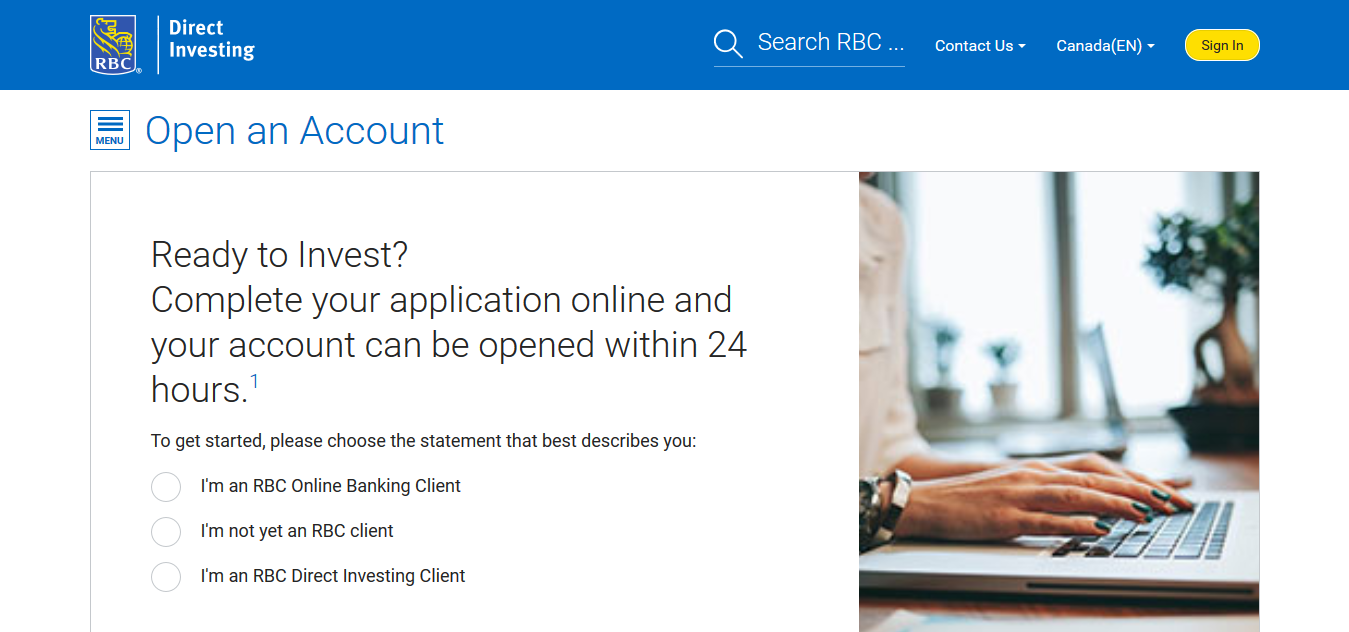 RBC®
Direct
Investing
Search RBC ...
Contact Us
Canada(EN)
Sign In
MENU
Open an Account
Ready to Invest?
Complete your application online and
your account can be opened within 24
hours.1
To get started, please choose the statement that best describes you:
I'm an RBC Online Banking Client
I'm not yet an RBC client
I'm an RBC Direct Investing Client